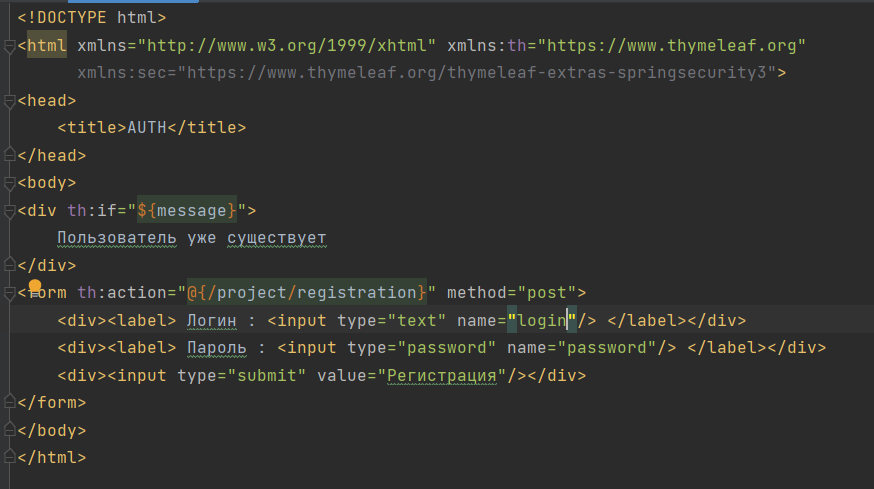 <!DOCTYPE html>
<html xmlns="http://www.w3.org/1999/xhtml" xmlns:th="https://www.thymeleaf.org"
      xmlns:sec="https://www.thymeleaf.org/thymeleaf-extras-springsecurity3">
<head>
    <title>AUTH</title>
</head>
<body>
<div th:if="${message}">
    Пользователь уже существует
</div>
<form th:action="@{/project/registration}" method="post">
    <div><label> Логин : <input type="text" name="login"/> </label></div>
    <div><label> Пароль : <input type="password" name="password"/> </label></div>
    <div><input type="submit" value="Регистрация"/></div>
</form>
</body>
</html>